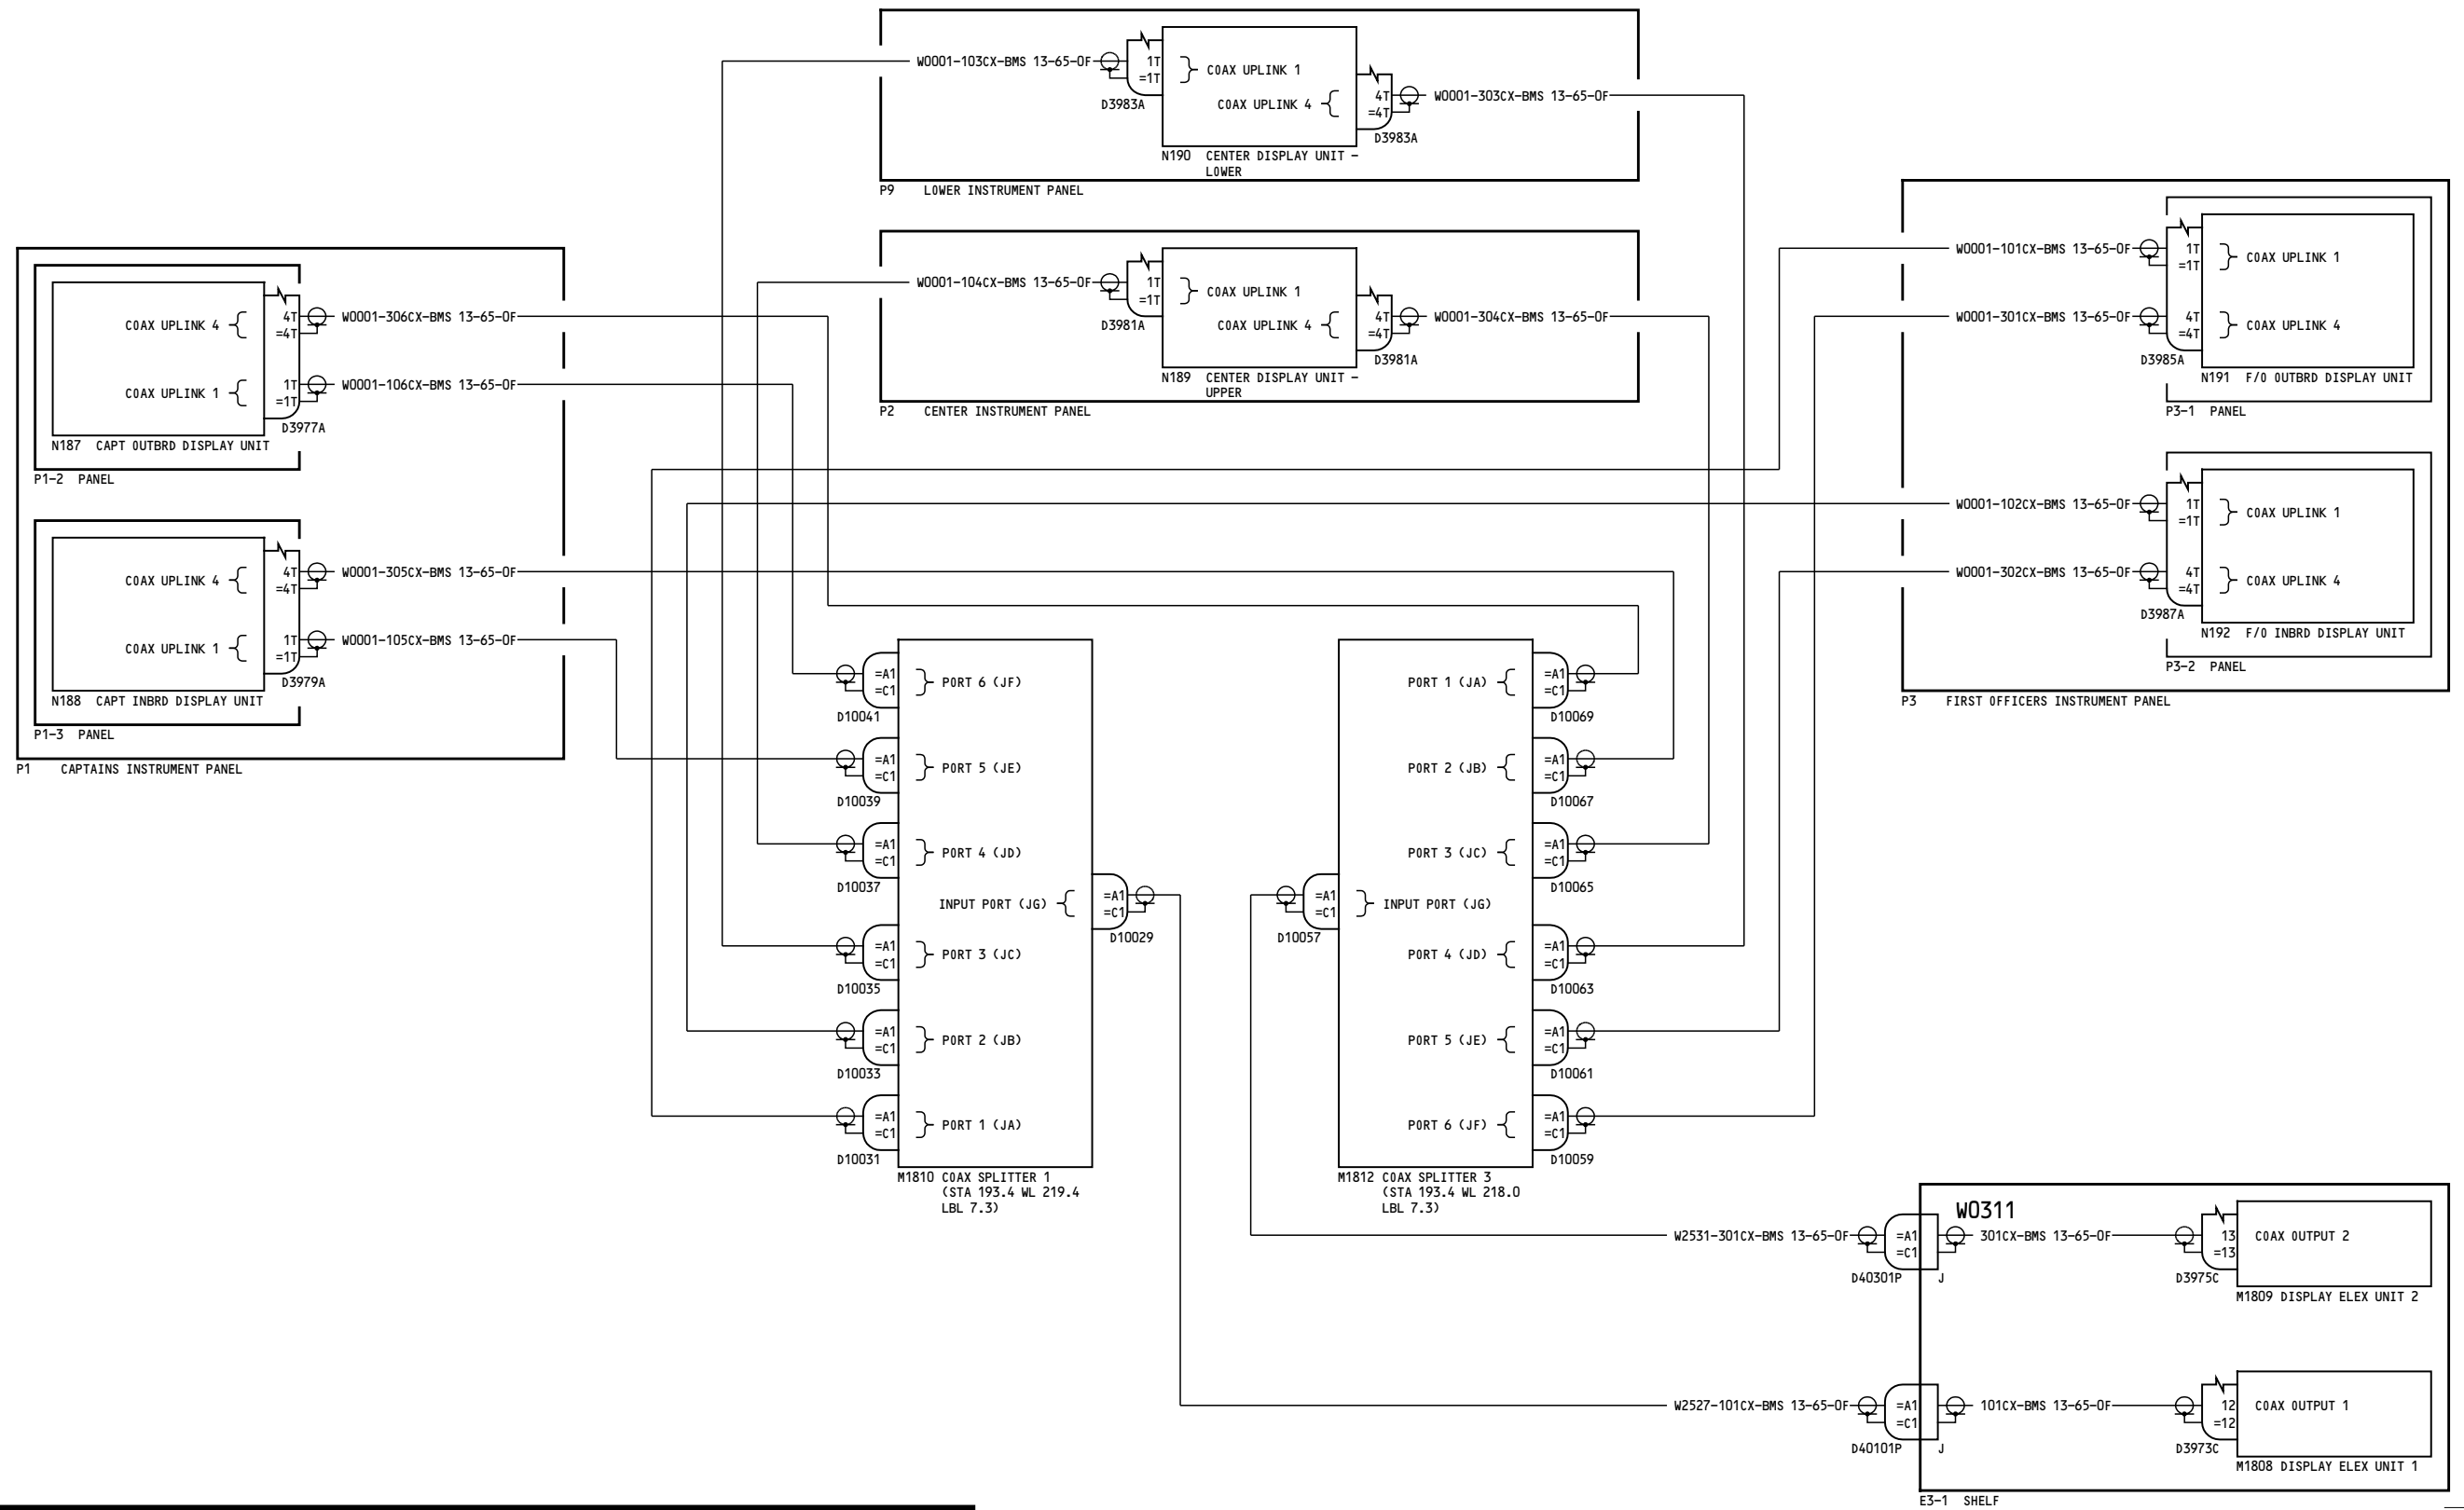 W0001-103CX-BMS 13-65-0F
1T
=1T
D3983A
COAX UPLINK 1
COAX UPLINK 4
4T
=4T
D3983A
W0001-303CX-BMS 13-65-0F
N190 CENTER DISPLAY UNIT -
LOWER
P9 LOWER INSTRUMENT PANEL
W0001-104CX-BMS 13-65-0F
1T
=1T
D3981A
COAX UPLINK 1
COAX UPLINK 4
4T
=4T
D3981A
W0001-304CX-BMS 13-65-0F
N189 CENTER DISPLAY UNIT -
UPPER
P2 CENTER INSTRUMENT PANEL
COAX UPLINK 4
4T
=4T
W0001-306CX-BMS 13-65-0F
COAX UPLINK 1
1T
=1T
W0001-106CX-BMS 13-65-0F
D3977A
N187 CAPT OUTBRD DISPLAY UNIT
P1-2 PANEL
COAX UPLINK 4
4T
=4T
W0001-305CX-BMS 13-65-0F
COAX UPLINK 1
1T
=1T
W0001-105CX-BMS 13-65-0F
D3979A
N188 CAPT INBRD DISPLAY UNIT
P1-3 PANEL
P1 CAPTAINS INSTRUMENT PANEL
W0001-101CX-BMS 13-65-0F
1T
=1T
COAX UPLINK 1
W0001-301CX-BMS 13-65-0F
4T
=4T
COAX UPLINK 4
D3985A
N191 F/O OUTBRD DISPLAY UNIT
P3-1 PANEL
W0001-102CX-BMS 13-65-0F
1T
=1T
COAX UPLINK 1
W0001-302CX-BMS 13-65-0F
4T
=4T
COAX UPLINK 4
D3987A
N192 F/O INBRD DISPLAY UNIT
P3-2 PANEL
P3 FIRST OFFICERS INSTRUMENT PANEL
=A1
=C1
PORT 6 (JF)
D10041
=A1
=C1
PORT 5 (JE)
D10039
=A1
=C1
PORT 4 (JD)
D10037
INPUT PORT (JG)
=A1
=C1
D10029
=A1
=C1
PORT 3 (JC)
D10035
=A1
=C1
PORT 2 (JB)
D10033
=A1
=C1
PORT 1 (JA)
D10031
M1810 COAX SPLITTER 1
(STA 193.4 WL 219.4
LBL 7.3)
PORT 1 (JA)
=A1
=C1
D10069
PORT 2 (JB)
=A1
=C1
D10067
PORT 3 (JC)
=A1
=C1
D10065
=A1
=C1
INPUT PORT (JG)
D10057
PORT 4 (JD)
=A1
=C1
D10063
PORT 5 (JE)
=A1
=C1
D10061
PORT 6 (JF)
=A1
=C1
D10059
M1812 COAX SPLITTER 3
(STA 193.4 WL 218.0
LBL 7.3)
W0311
W2531-301CX-BMS 13-65-0F
=A1
=C1
D40301P
J
301CX-BMS 13-65-0F
13
=13
D3975C
COAX OUTPUT 2
M1809 DISPLAY ELEX UNIT 2
W2527-101CX-BMS 13-65-0F
=A1
=C1
D40101P
J
101CX-BMS 13-65-0F
12
=12
D3973C
COAX OUTPUT 1
M1808 DISPLAY ELEX UNIT 1
E3-1 SHELF